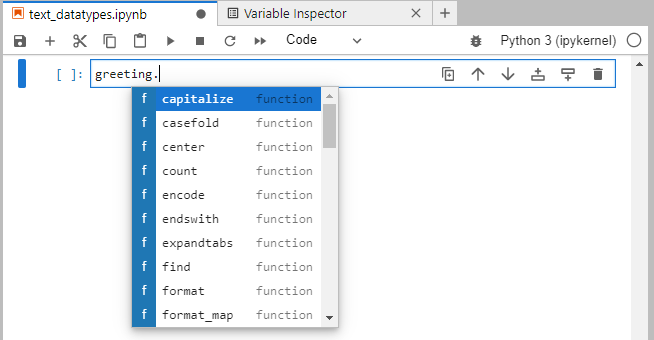 text_datatypes.ipynb
Variable Inspector
Code
Python 3 (ipykernel)
[ ]: greeting.
f capitalize function
f casefold function
f center function
f count function
f encode function
f endswith function
f expandtabs function
f find function
f format function
f format_map function